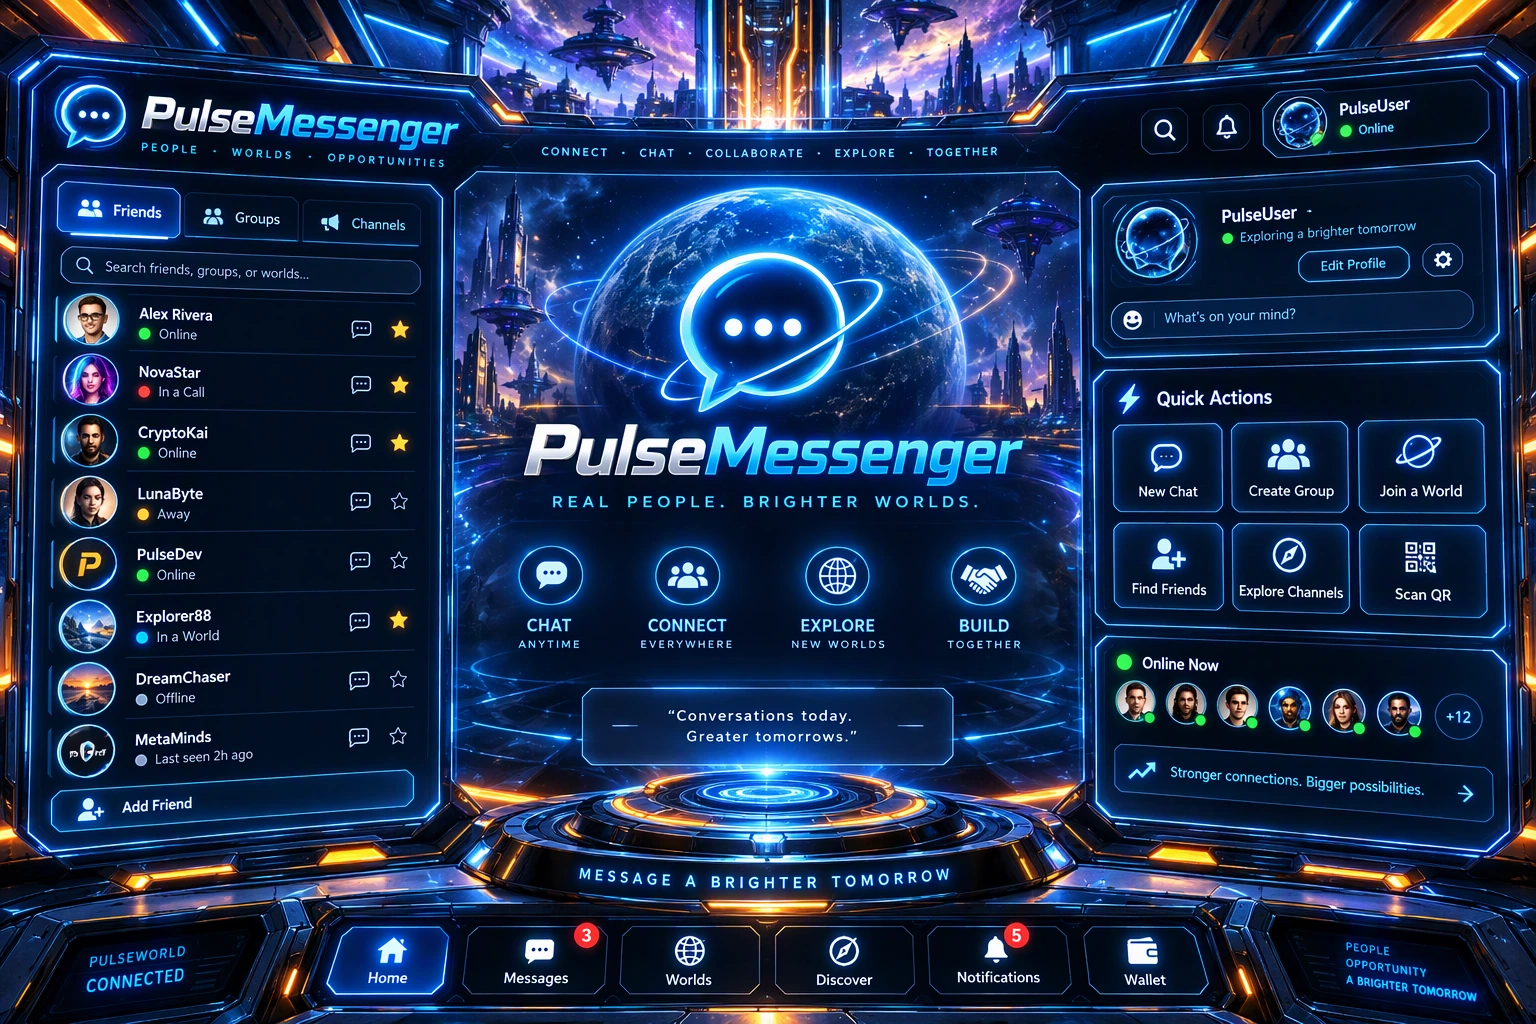 PulseMessenger
PEOPLE · WORLDS · OPPORTUNITIES
CONNECT · CHAT · COLLABORATE · EXPLORE · TOGETHER
PulseUser
Online
Friends
Groups
Channels
Search friends, groups, or worlds...
Alex Rivera
Online
NovaStar
In a Call
CryptoKai
Online
LunaByte
Away
P
PulseDev
Online
Explorer88
In a World
DreamChaser
Offline
MetaMinds
Last seen 2h ago
Add Friend
PulseMessenger
REAL PEOPLE. BRIGHTER WORLDS.
CHAT
ANYTIME
CONNECT
EVERYWHERE
EXPLORE
NEW WORLDS
BUILD
TOGETHER
“Conversations today.
Greater tomorrows.”
MESSAGE A BRIGHTER TOMORROW
PulseUser
Exploring a brighter tomorrow
Edit Profile
What's on your mind?
Quick Actions
New Chat
Create Group
Join a World
Find Friends
Explore Channels
Scan QR
Online Now
+12
Stronger connections. Bigger possibilities.
PULSEWORLD
CONNECTED
Home
Messages
3
Worlds
Discover
Notifications
5
Wallet
PEOPLE
OPPORTUNITY
A BRIGHTER TOMORROW